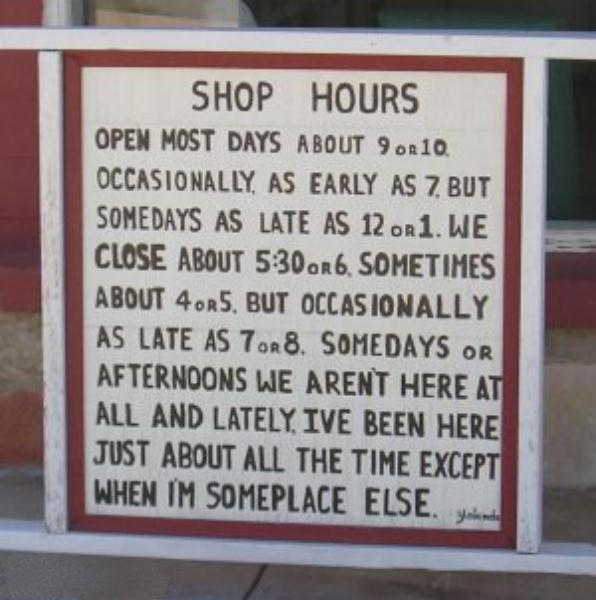 SHOP HOURS
OPEN MOST DAYS ABOUT 9 OR 10.
OCCASIONALLY, AS EARLY AS 7, BUT
SOMEDAYS AS LATE AS 12 OR 1. WE
CLOSE ABOUT 5:30 OR 6, SOMETIMES
ABOUT 4 OR 5, BUT OCCASIONALLY
AS LATE AS 7 OR 8. SOMEDAYS OR
AFTERNOONS WE AREN'T HERE AT
ALL AND LATELY, I'VE BEEN HERE
JUST ABOUT ALL THE TIME EXCEPT
WHEN I'M SOMEPLACE ELSE.